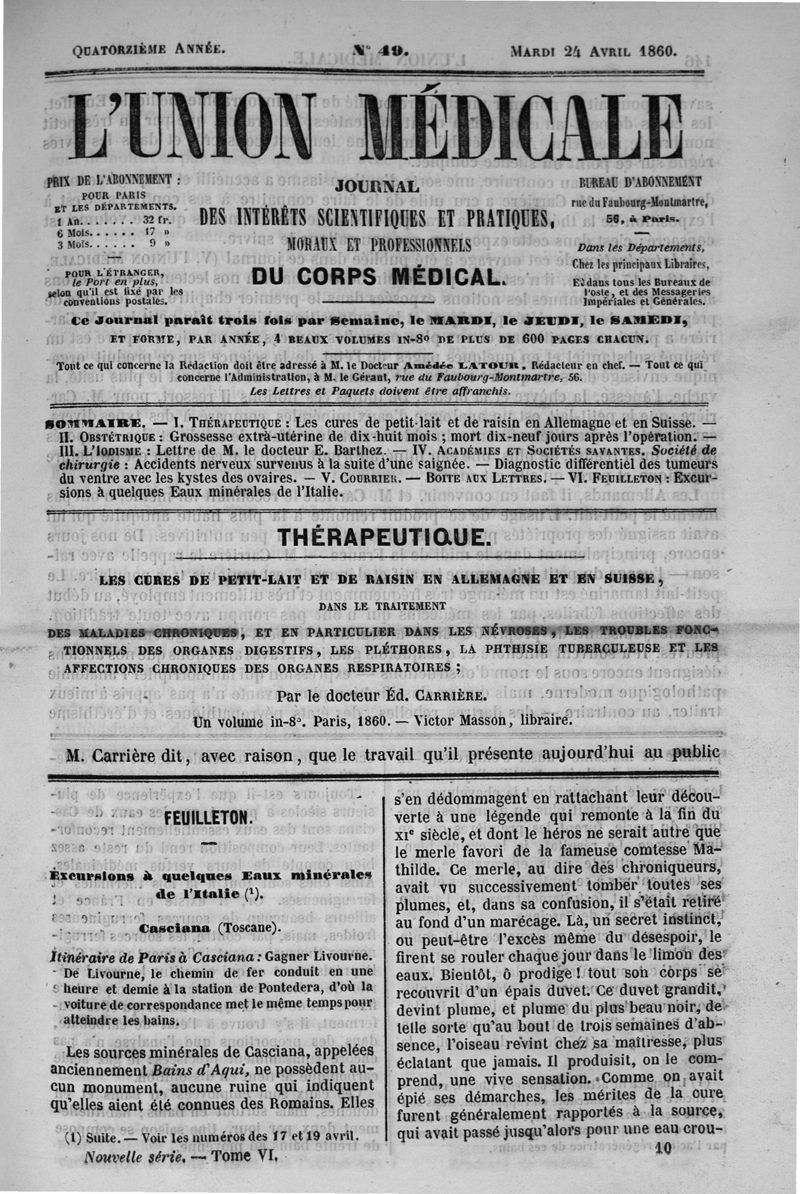 QUATORZIÈME ANNÉE. N° 49. MARDI 24 AVRIL 1860.
L'UNION MÉDICALE
PRIX DE L'ABONNEMENT :
POUR PARIS
ET LES DÉPARTEMENTS.
1 An....... 32 fr.
6 Mois...... 17 »
3 Mois...... 9 »
POUR L'ÉTRANGER,
le Port en plus,
selon qu'il est fixé par les
conventions postales.
JOURNAL
DES INTÉRÊTS SCIENTIFIQUES ET PRATIQUES,
MORAUX ET PROFESSIONNELS
DU CORPS MÉDICAL.
BUREAU D'ABONNEMENT
rue du Faubourg-Montmartre,
56, à Paris.
Dans les Départements,
Chez les principaux Libraires,
Et dans tous les Bureaux de
Poste, et des Messageries
Impériales et Générales.
Ce Journal paraît trois fois par Semaine, le MARDI, le JEUDI, le SAMEDI,
ET FORME, PAR ANNÉE, 4 BEAUX VOLUMES IN-8° DE PLUS DE 600 PAGES CHACUN.
Tout ce qui concerne la Rédaction doit être adressé à M. le Docteur Amédée LATOUR, Rédacteur en chef. — Tout ce qui
concerne l'Administration, à M. le Gérant, rue du Faubourg-Montmartre, 56.
Les Lettres et Paquets doivent être affranchis.
SOMMAIRE. — I. THÉRAPEUTIQUE : Les cures de petit-lait et de raisin en Allemagne et en Suisse. —
II. OBSTÉTRIQUE : Grossesse extrà-utérine de dix-huit mois ; mort dix-neuf jours après l'opération. —
III. L'IODISME : Lettre de M. le docteur E. Barthez. — IV. ACADÉMIES ET SOCIÉTÉS SAVANTES. Société de
chirurgie : Accidents nerveux survenus à la suite d'une saignée. — Diagnostic différentiel des tumeurs
du ventre avec les kystes des ovaires. — V. COURRIER. — BOITE AUX LETTRES. — VI. FEUILLETON : Excur-
sions à quelques Eaux minérales de l'Italie.
THÉRAPEUTIQUE.
LES CURES DE PETIT-LAIT ET DE RAISIN EN ALLEMAGNE ET EN SUISSE,
DANS LE TRAITEMENT
DES MALADIES CHRONIQUES, ET EN PARTICULIER DANS LES NÉVROSES, LES TROUBLES FONC-
TIONNELS DES ORGANES DIGESTIFS, LES PLÉTHORES, LA PHTHISIE TUBERCULEUSE ET LES
AFFECTIONS CHRONIQUES DES ORGANES RESPIRATOIRES ;
Par le docteur Éd. CARRIÈRE.
Un volume in-8°. Paris, 1860. — Victor Masson, libraire.
M. Carrière dit, avec raison, que le travail qu'il présente aujourd'hui au public
FEUILLETON.
Excursions à quelques Eaux minérales
de l'Italie (1).
Casciana (Toscane).
Itinéraire de Paris à Casciana : Gagner Livourne.
De Livourne, le chemin de fer conduit en une
heure et demie à la station de Pontedera, d'où la
voiture de correspondance met le même temps pour
atteindre les bains.
Les sources minérales de Casciana, appelées
anciennement Bains d'Aqui, ne possèdent au-
cun monument, aucune ruine qui indiquent
qu'elles aient été connues des Romains. Elles
(1) Suite. — Voir les numéros des 17 et 19 avril.
Nouvelle série. — Tome VI.
s'en dédommagent en rattachant leur décou-
verte à une légende qui remonte à la fin du
XIe siècle, et dont le héros ne serait autre que
le merle favori de la fameuse comtesse Ma-
thilde. Ce merle, au dire des chroniqueurs,
avait vu successivement tomber toutes ses
plumes, et, dans sa confusion, il s'était retiré
au fond d'un marécage. Là, un secret instinct,
ou peut-être l'excès même du désespoir, le
firent se rouler chaque jour dans le limon des
eaux. Bientôt, ô prodige ! tout son corps se
recouvrit d'un épais duvet. Ce duvet grandit,
devint plume, et plume du plus beau noir, de
telle sorte qu'au bout de trois semaines d'ab-
sence, l'oiseau revint chez sa maîtresse, plus
éclatant que jamais. Il produisit, on le com-
prend, une vive sensation. Comme on avait
épié ses démarches, les mérites de la cure
furent généralement rapportés à la source,
qui avait passé jusqu'alors pour une eau crou-
10